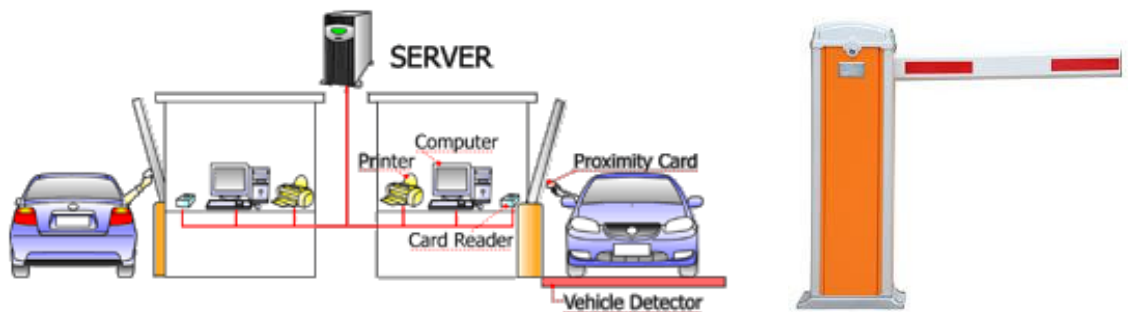 SERVER
Computer
Printer
Proximity Card
Card Reader
Vehicle Detector